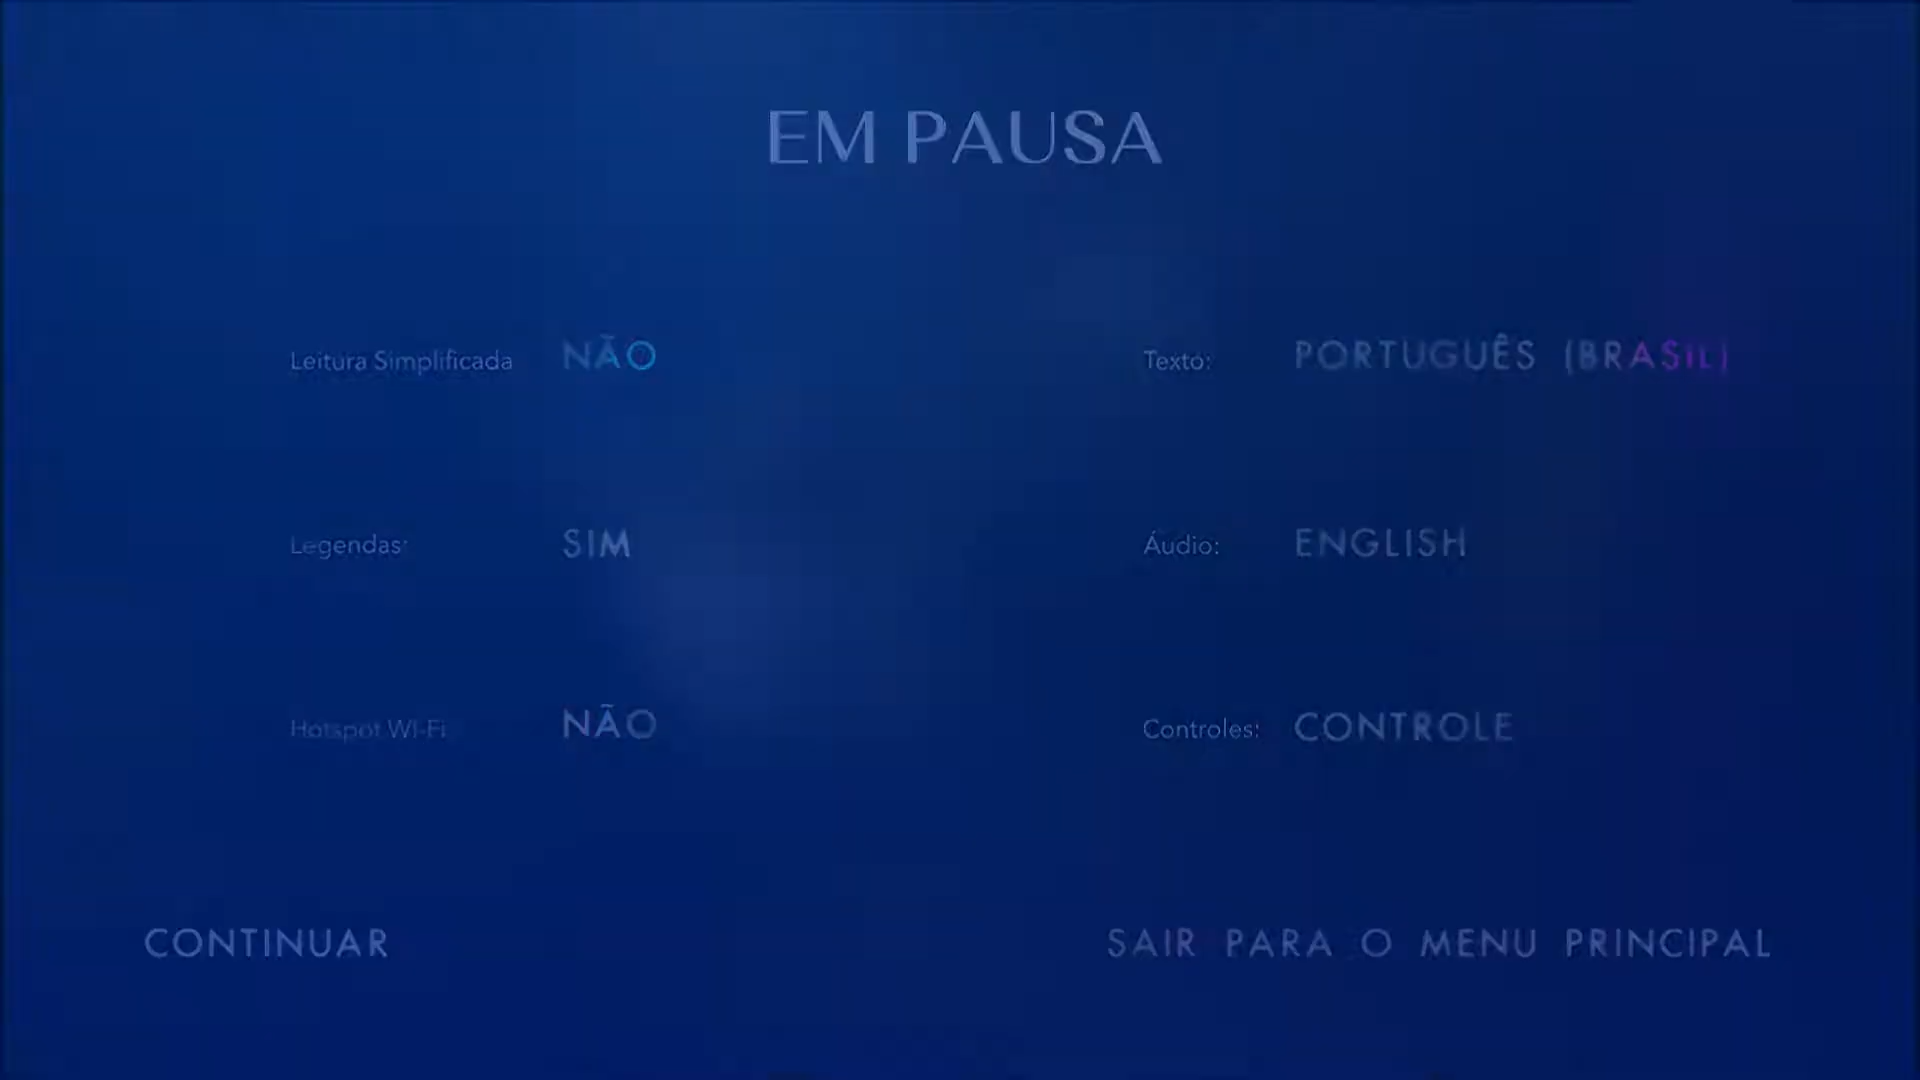 EM PAUSA
Leitura Simplificada NÃO
Texto: PORTUGUÊS (BRASIL)
Legendas: SIM
Áudio: ENGLISH
Hotspot WI-Fi NÃO
Controles: CONTROLE
CONTINUAR
SAIR PARA O MENU PRINCIPAL